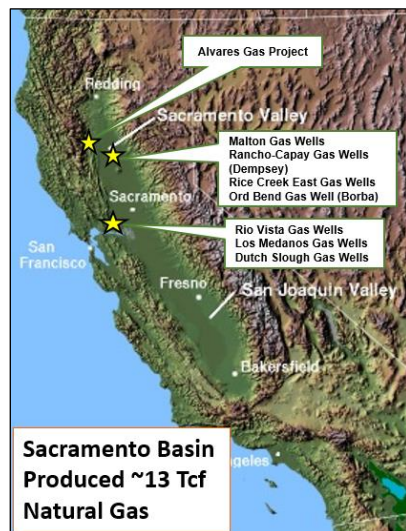 Alvares Gas Project
Redding
Sacramento Valley
Malton Gas Wells
Rancho-Capay Gas Wells
(Dempsey)
Rice Creek East Gas Wells
Ord Bend Gas Well (Borba)
Sacramento
Rio Vista Gas Wells
Los Medanos Gas Wells
Dutch Slough Gas Wells
San
Francisco
Fresno
San Joaquin Valley
Bakersfield
Sacramento Basin
Produced ~13 Tcf
Natural Gas
geles